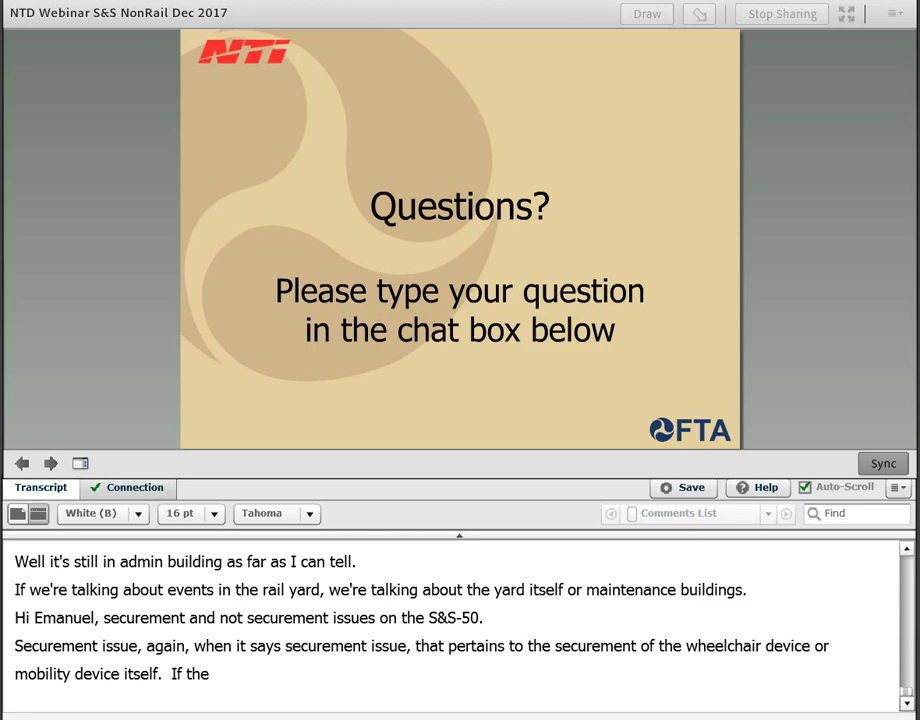 NTD Webinar S&S NonRail Dec 2017
Draw
Stop Sharing
NTI
Questions?
Please type your question
in the chat box below
FTA
Sync
Transcript
Connection
Save
Help
Auto-Scroll
White (B)
16 pt
Tahoma
Comments List
Find
Well it's still in admin building as far as I can tell.
If we're talking about events in the rail yard, we're talking about the yard itself or maintenance buildings.
Hi Emanuel, securement and not securement issues on the S&S-50.
Securement issue, again, when it says securement issue, that pertains to the securement of the wheelchair device or
mobility device itself.  If the